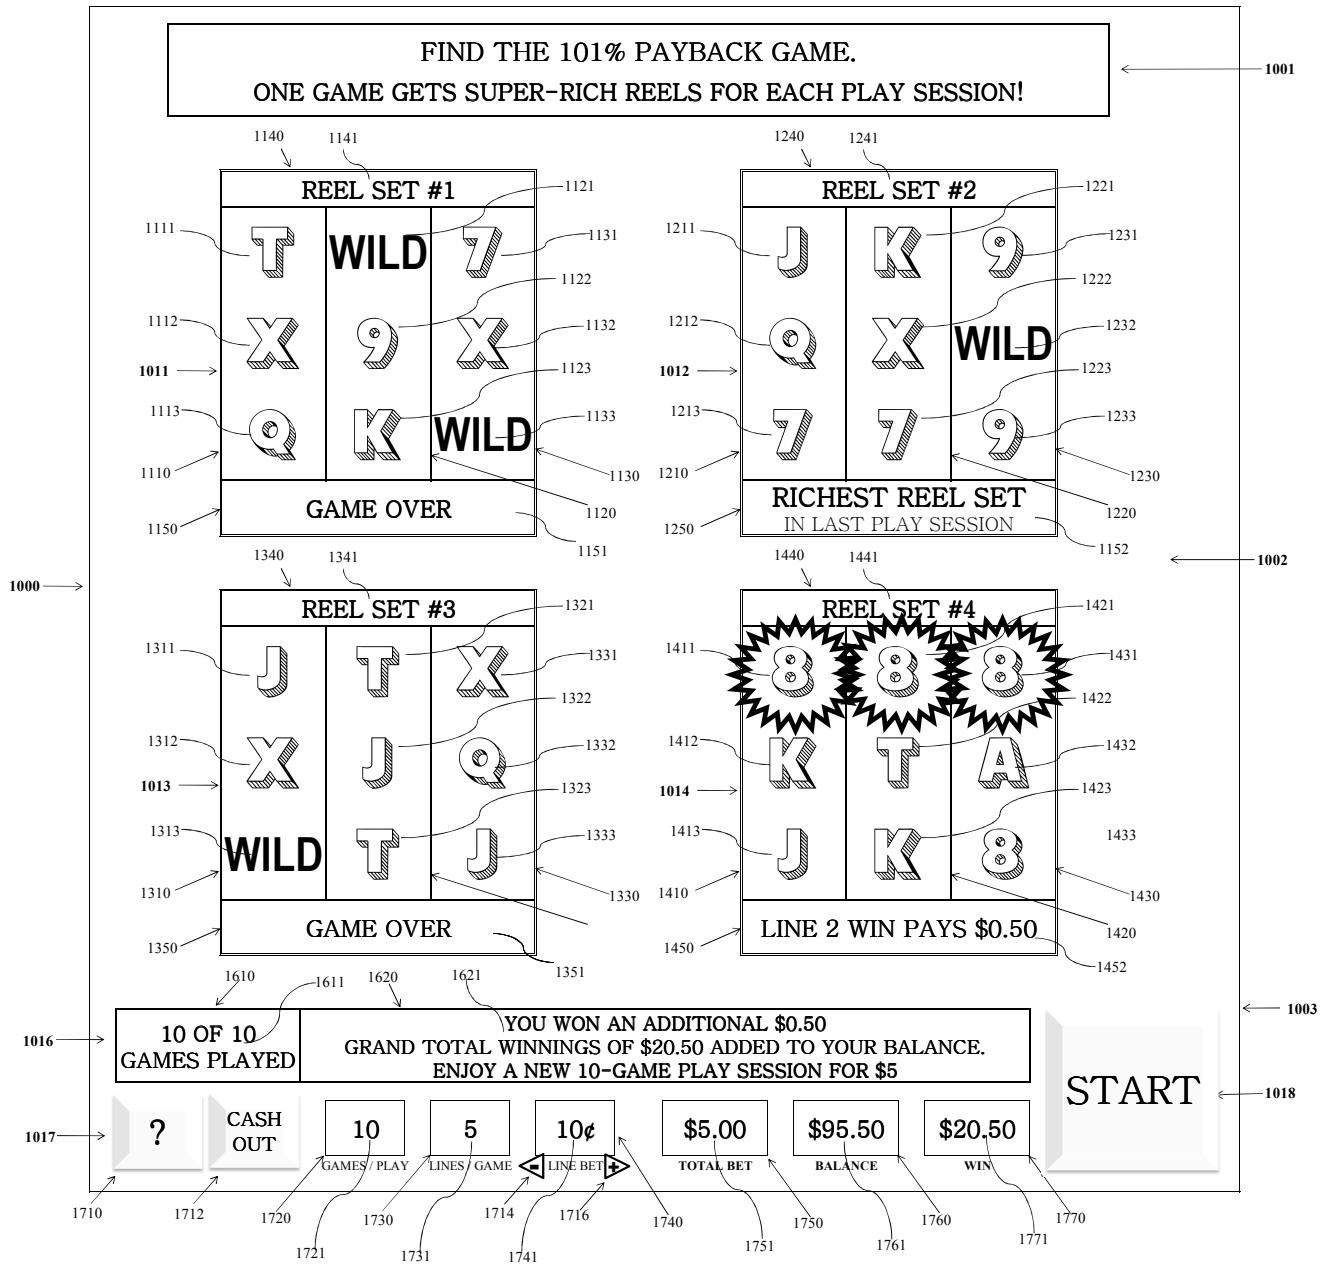 FIND THE 101% PAYBACK GAME.
ONE GAME GETS SUPER-RICH REELS FOR EACH PLAY SESSION!
1001
1140
1141
1240
1241
REEL SET #1
1121
REEL SET #2
1221
1111
T
WILD
7
1131
1211
J
K
9
1231
1122
1222
1112
X
9
X
1132
1212
Q
X
WILD
1232
1011
1123
1012
1223
1113
Q
K
WILD
1133
1213
7
7
9
1233
1110
1130
1210
1230
1150
GAME OVER
1120
1250
RICHEST REEL SET
IN LAST PLAY SESSION
1220
1151
1152
1340
1341
1440
1441
1000
1002
REEL SET #3
1321
REEL SET #4
1421
1311
J
T
X
1331
1411
8
8
8
1431
1322
1422
1312
X
J
Q
1332
1412
K
T
A
1432
1013
1323
1014
1423
1313
WILD
T
J
1333
1413
J
K
8
1433
1310
1330
1410
1430
1350
GAME OVER
1450
LINE 2 WIN PAYS $0.50
1420
1351
1452
1610
1611
1620
1621
1003
1016
10 OF 10
GAMES PLAYED
YOU WON AN ADDITIONAL $0.50
GRAND TOTAL WINNINGS OF $20.50 ADDED TO YOUR BALANCE.
ENJOY A NEW 10-GAME PLAY SESSION FOR $5
START
1018
1017
?
CASH
OUT
10
5
10¢
$5.00
$95.50
$20.50
GAMES / PLAY
LINES / GAME
-
LINE BET
+
TOTAL BET
BALANCE
WIN
1710
1712
1720
1730
1714
1716
1740
1750
1760
1770
1721
1731
1741
1751
1761
1771